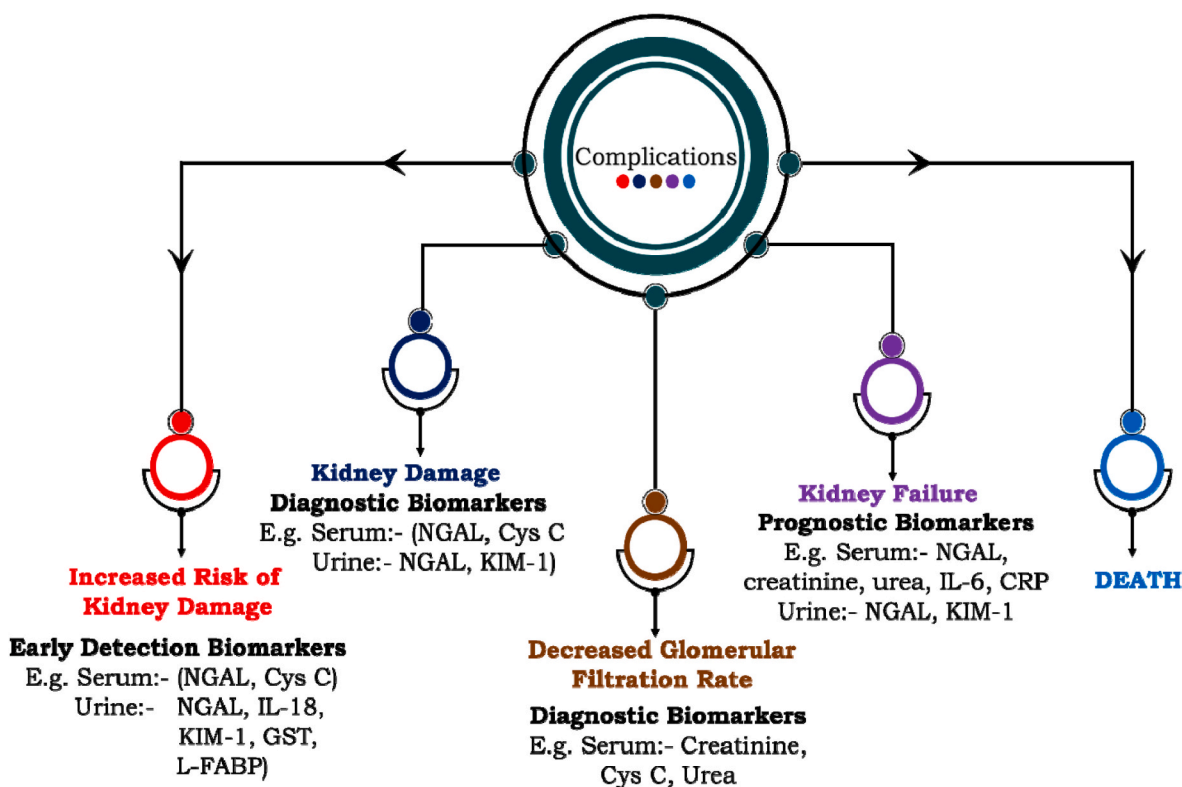 Complications
Increased Risk of
Kidney Damage
Early Detection Biomarkers
E.g. Serum:- (NGAL, Cys C)
Urine:- NGAL, IL-18,
KIM-1, GST,
L-FABP)
Kidney Damage
Diagnostic Biomarkers
E.g. Serum:- (NGAL, Cys C
Urine:- NGAL, KIM-1)
Decreased Glomerular
Filtration Rate
Diagnostic Biomarkers
E.g. Serum:- Creatinine,
Cys C, Urea
Kidney Failure
Prognostic Biomarkers
E.g. Serum:- NGAL,
creatinine, urea, IL-6, CRP
Urine:- NGAL, KIM-1
DEATH